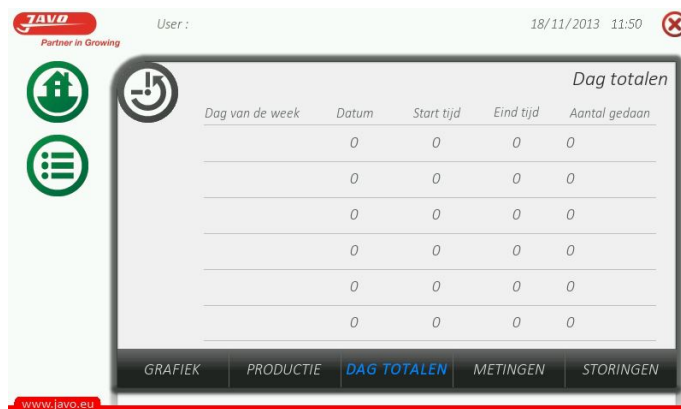 JAVO
Partner in Growing
User :
18/11/2013 11:50
Dag totalen
Dag van de week Datum Start tijd Eind tijd Aantal gedaan
0 0 0 0
0 0 0 0
0 0 0 0
0 0 0 0
0 0 0 0
0 0 0 0
GRAFIEK PRODUCTIE DAG TOTALEN METINGEN STORINGEN
www.javo.eu